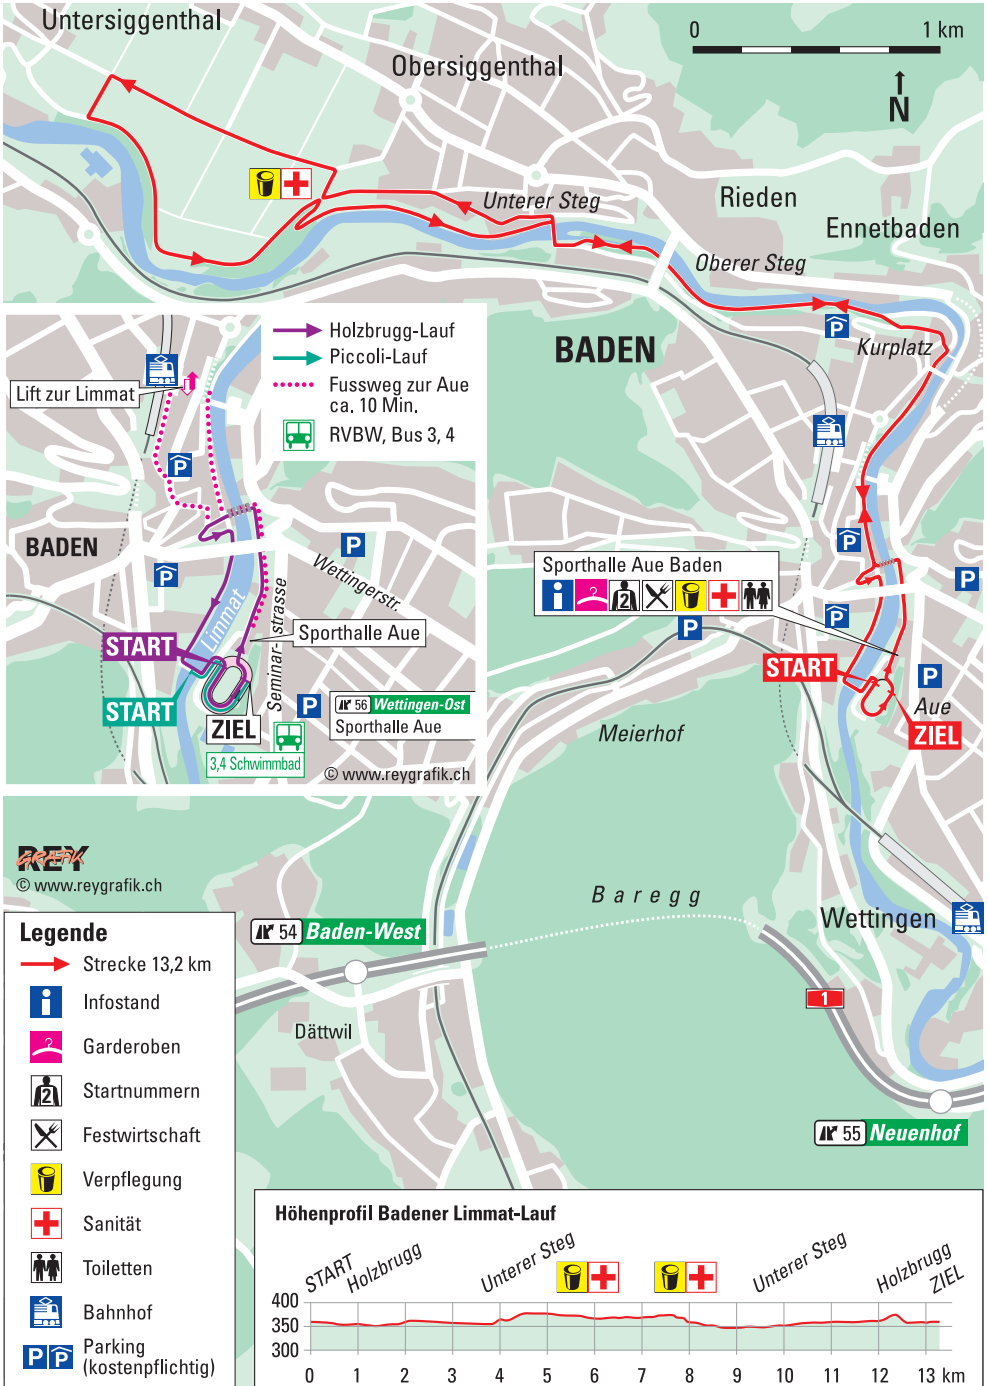 Untersiggenthal
Obersiggenthal
0 1 km
N
Rieden
Ennetbaden
Unterer Steg
Oberer Steg
BADEN
Kurplatz
Holzbrugg-Lauf
Piccoli-Lauf
Fussweg zur Aue
ca. 10 Min.
RVBW, Bus 3, 4
Lift zur Limmat
P
BADEN
P
P
Wettingerstr.
Limmat
Seminar-strasse
Sporthalle Aue
START
START
ZIEL
P
56 Wettingen-Ost
Sporthalle Aue
3,4 Schwimmbad
© www.reygrafik.ch
P
P
P
P
P
P
Sporthalle Aue Baden
i 2
START
Aue
ZIEL
Meierhof
REY
GRAFIK
© www.reygrafik.ch
Baregg
Wettingen
54 Baden-West
1
Dättwil
55 Neuenhof
Legende
Strecke 13,2 km
i Infostand
Garderoben
2 Startnummern
Festwirtschaft
Verpflegung
Sanität
Toiletten
Bahnhof
P P Parking
(kostenpflichtig)
Höhenprofil Badener Limmat-Lauf
START Holzbrugg Unterer Steg Unterer Steg Holzbrugg ZIEL
400
350
300
0 1 2 3 4 5 6 7 8 9 10 11 12 13 km